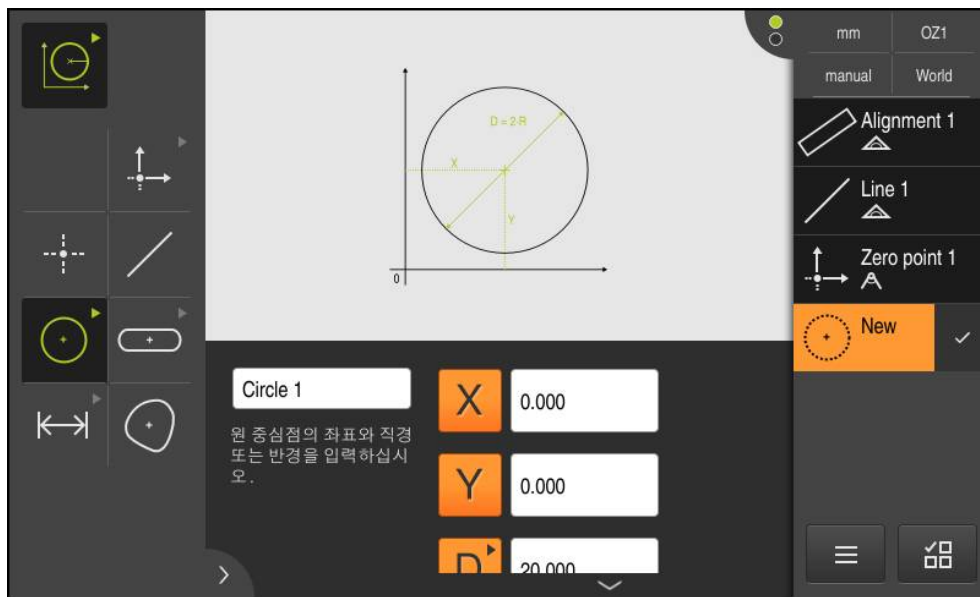 mm
OZ1
manual
World
D = 2·R
X
Y
0
Alignment 1
Line 1
Zero point 1
New
Circle 1
원 중심점의 좌표와 직경
또는 반경을 입력하십시
오.
X
0.000
Y
0.000
D
20.000